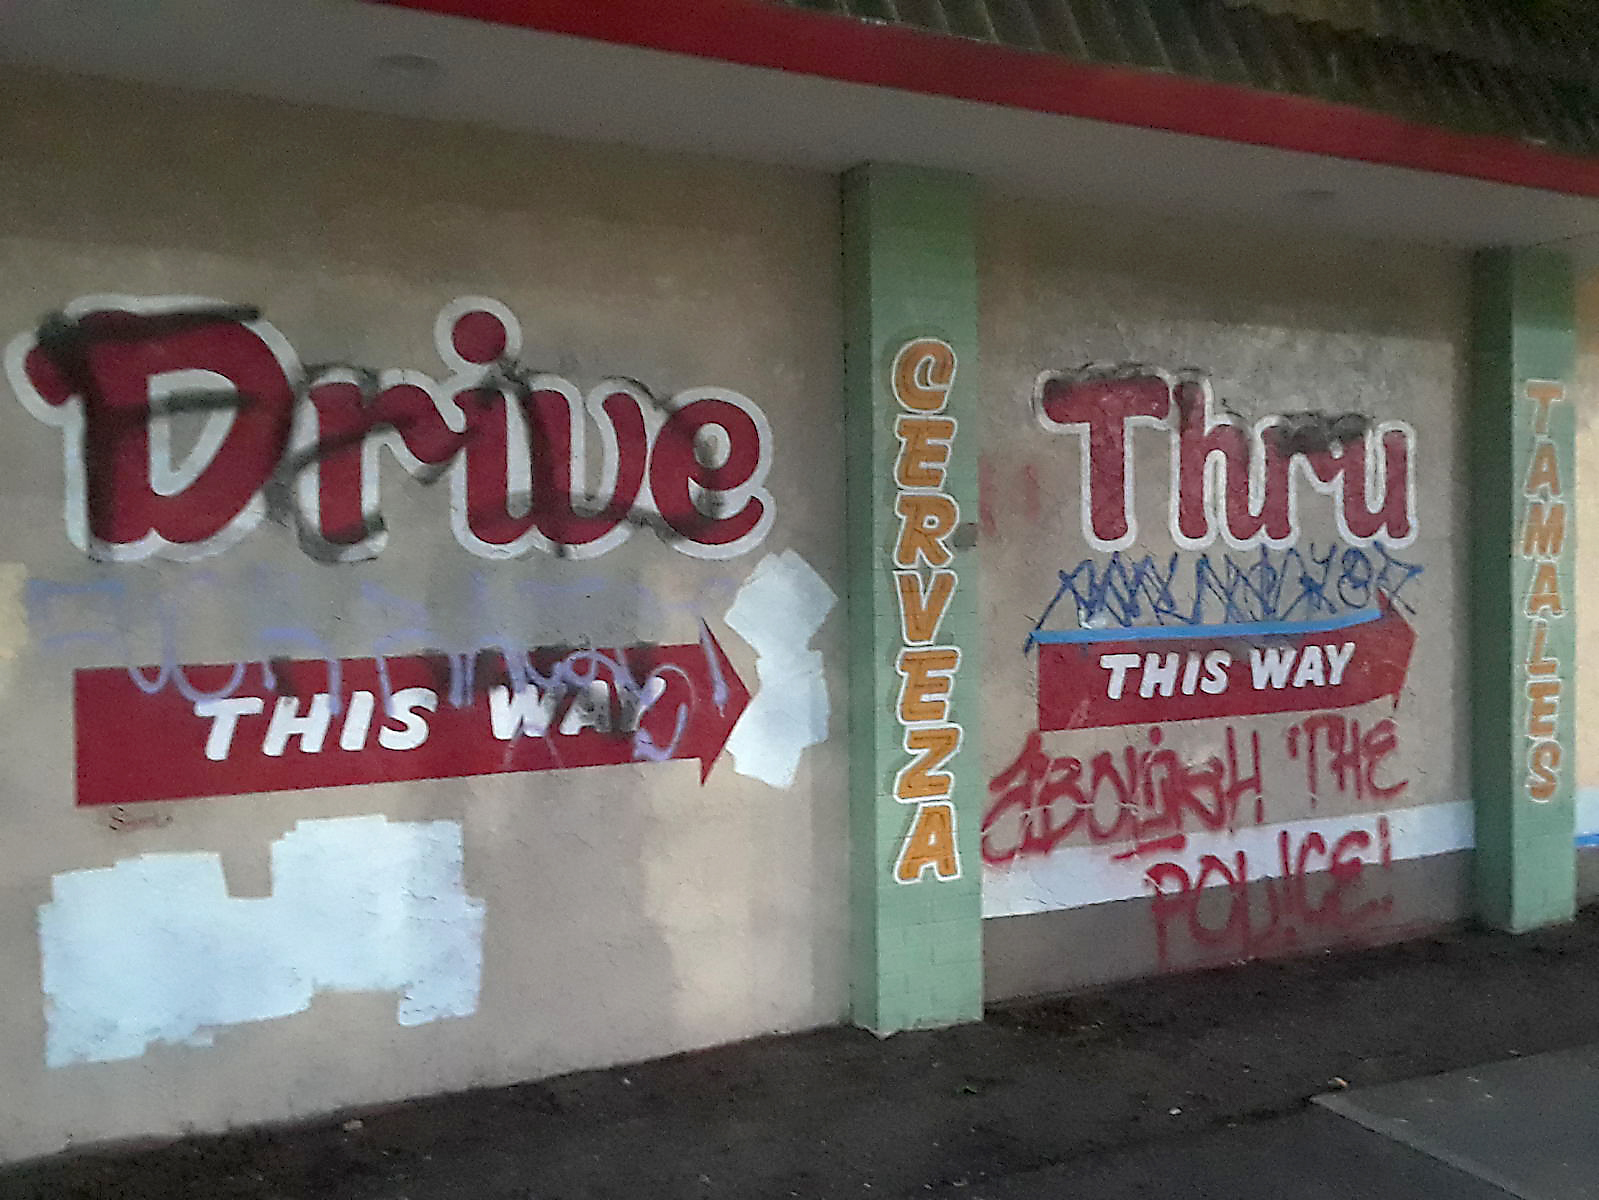 Drive
THIS WAY
CERVEZA
Thru
THIS WAY
ABOLISH THE
POLICE!
TAMALES